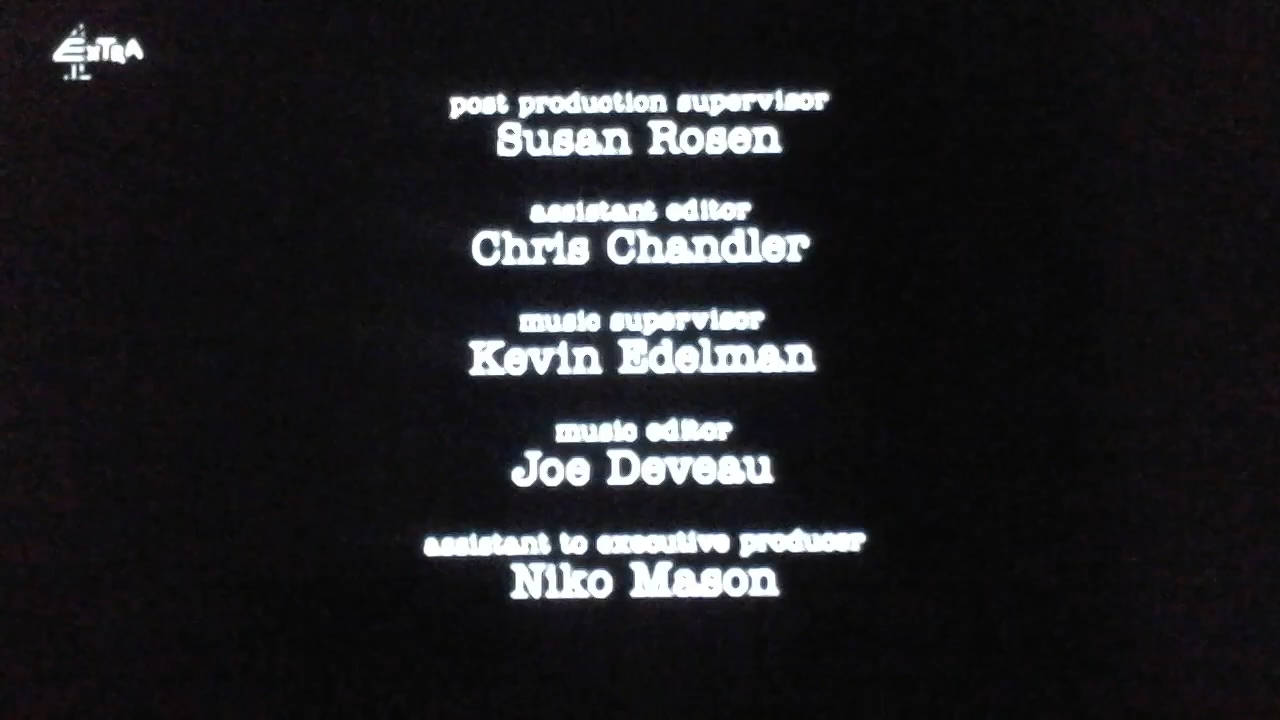 4
ExTRA
post production supervisor
Susan Rosen
assistant editor
Chris Chandler
music supervisor
Kevin Edelman
music editor
Joe Deveau
assistant to executive producer
Niko Mason